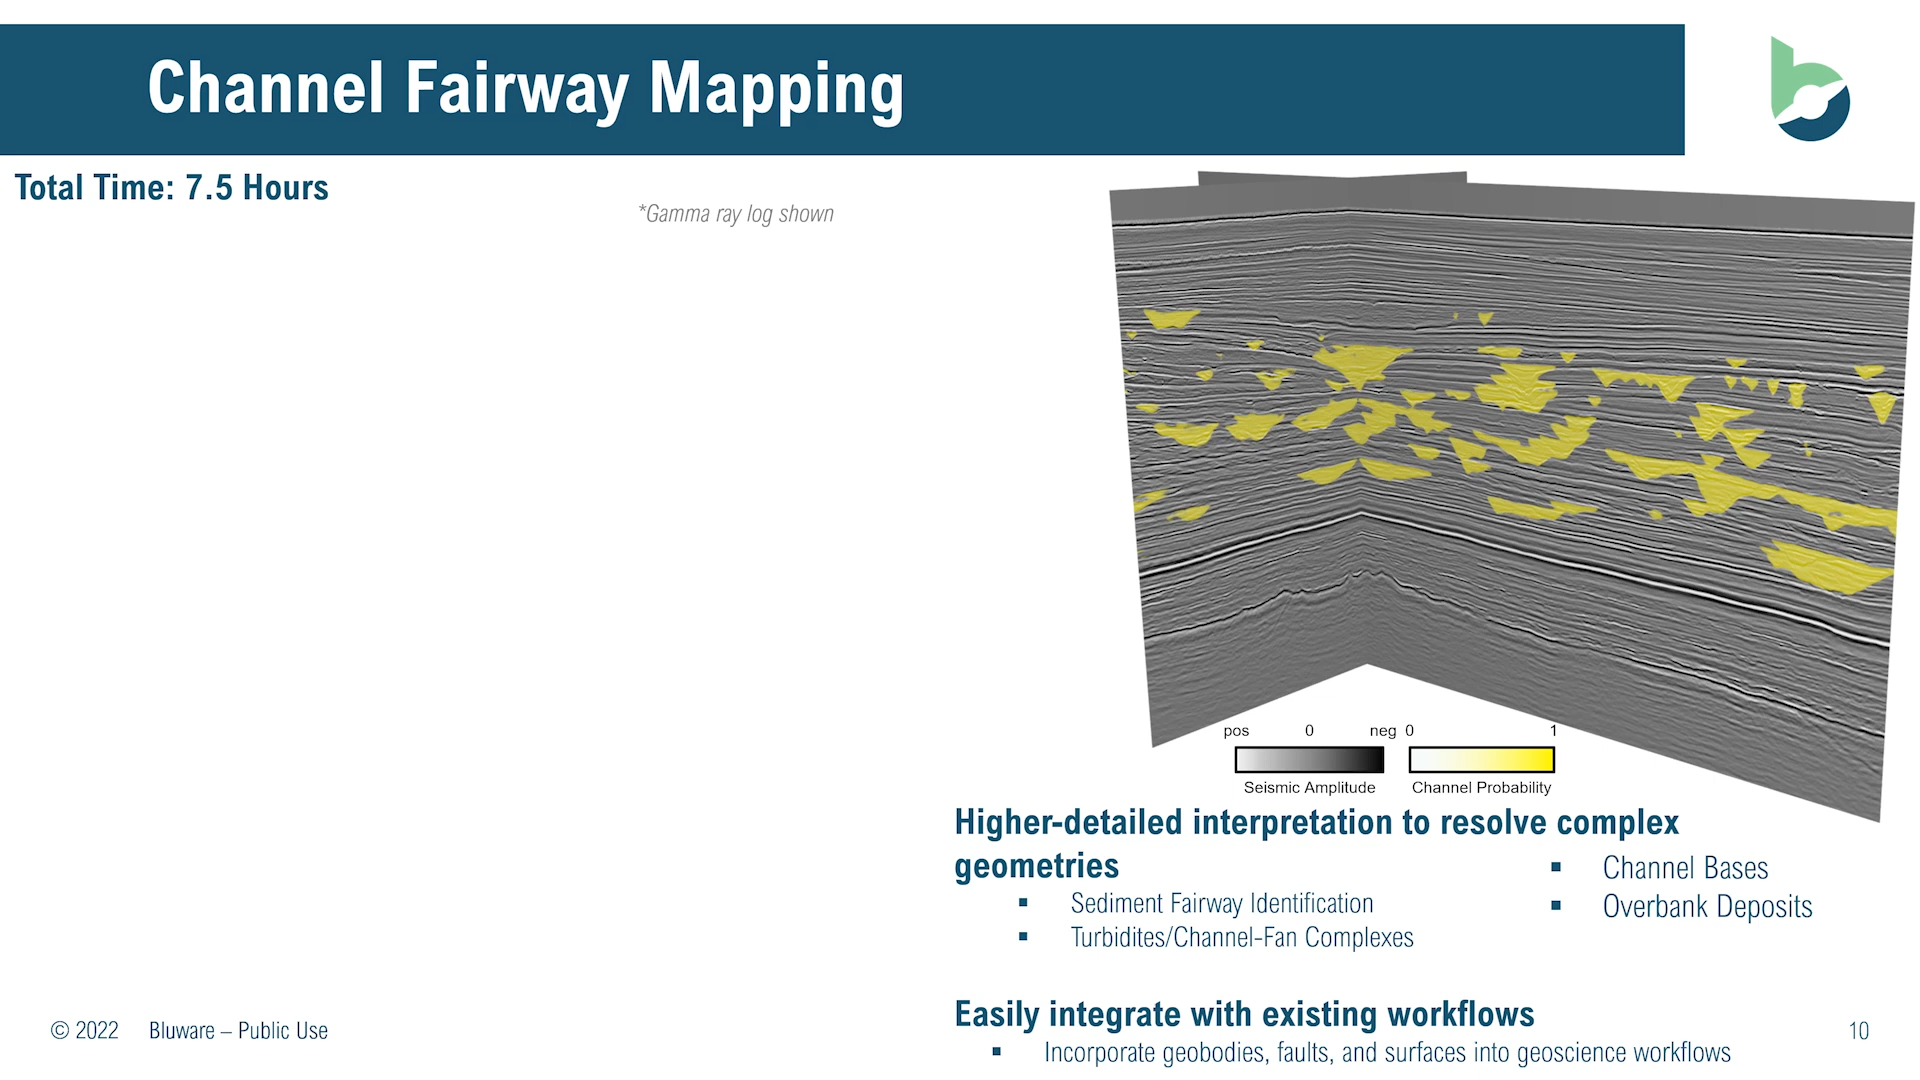 Channel Fairway Mapping
Total Time: 7.5 Hours
*Gamma ray log shown
pos 0 neg 0 1
Seismic Amplitude Channel Probability
Higher-detailed interpretation to resolve complex
geometries
▪ Sediment Fairway Identification
▪ Turbidites/Channel-Fan Complexes
▪ Channel Bases
▪ Overbank Deposits
Easily integrate with existing workflows
▪ Incorporate geobodies, faults, and surfaces into geoscience workflows
© 2022 Bluware – Public Use
10